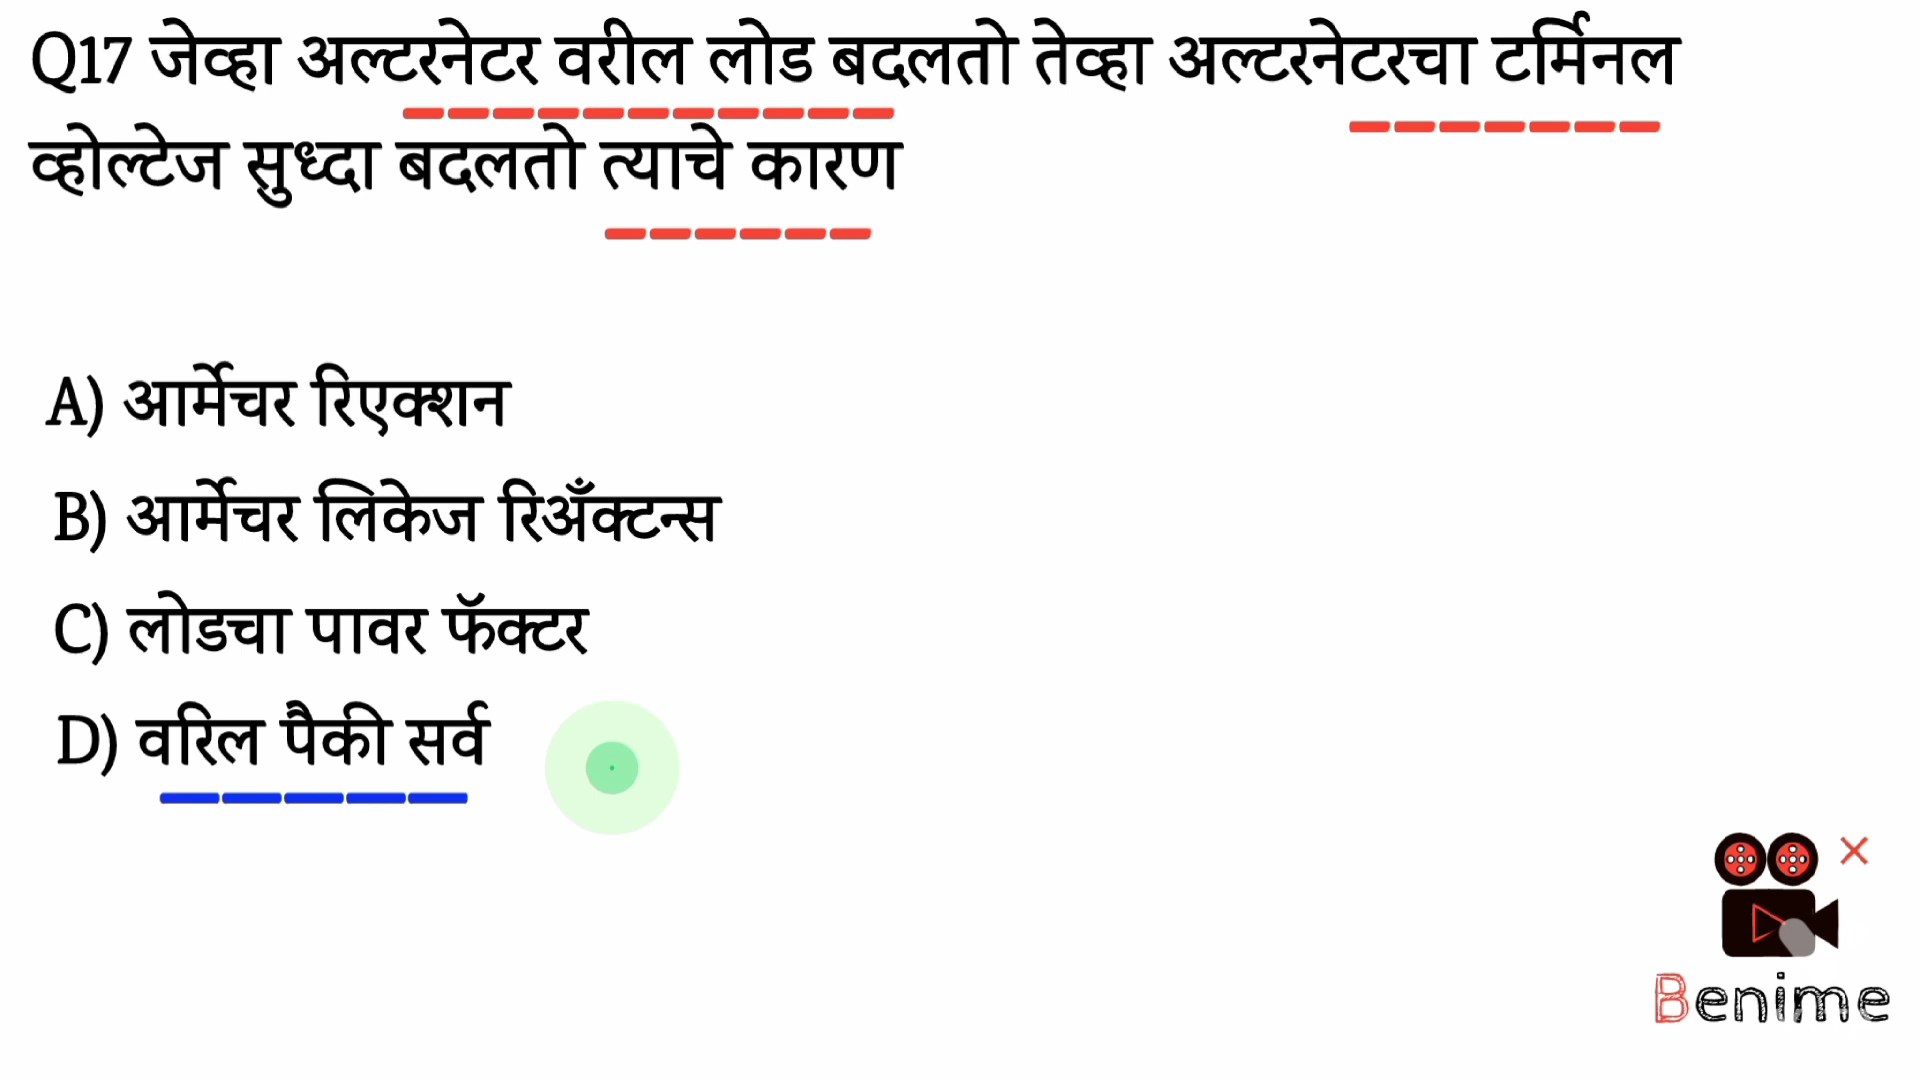 Q17 जेव्हा अल्टरनेटर वरील लोड बदलतो तेव्हा अल्टरनेटरचा टर्मिनल
व्होल्टेज सुध्दा बदलतो त्याचे कारण
A) आर्मेचर रिएक्शन
B) आर्मेचर लिकेज रिअँक्टन्स
C) लोडचा पावर फॅक्टर
D) वरिल पैकी सर्व
Benime